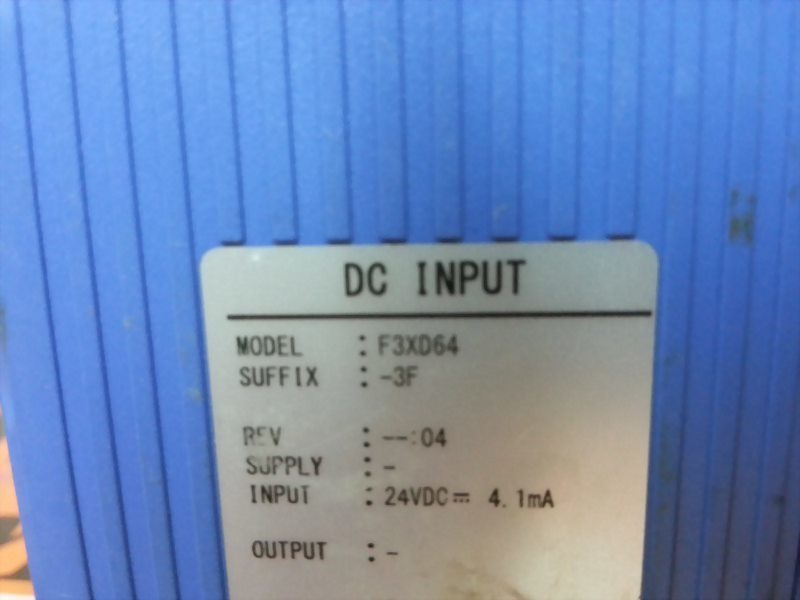 DC INPUT
MODEL : F3XD64
SUFFIX : -3F
REV : --:04
SUPPLY : -
INPUT : 24VDC⎓ 4.1mA
OUTPUT : -